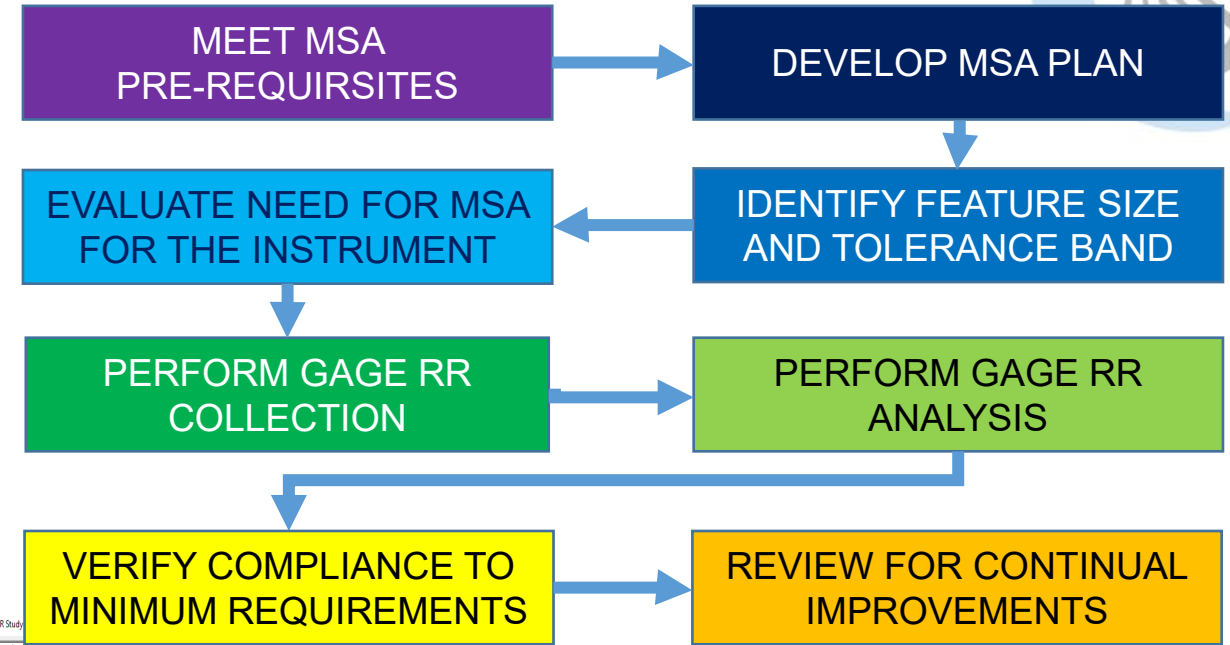 MEET MSA
PRE-REQUIRSITES
DEVELOP MSA PLAN
IDENTIFY FEATURE SIZE
AND TOLERANCE BAND
EVALUATE NEED FOR MSA
FOR THE INSTRUMENT
PERFORM GAGE RR
COLLECTION
PERFORM GAGE RR
ANALYSIS
VERIFY COMPLIANCE TO
MINIMUM REQUIREMENTS
REVIEW FOR CONTINUAL
IMPROVEMENTS
R Study